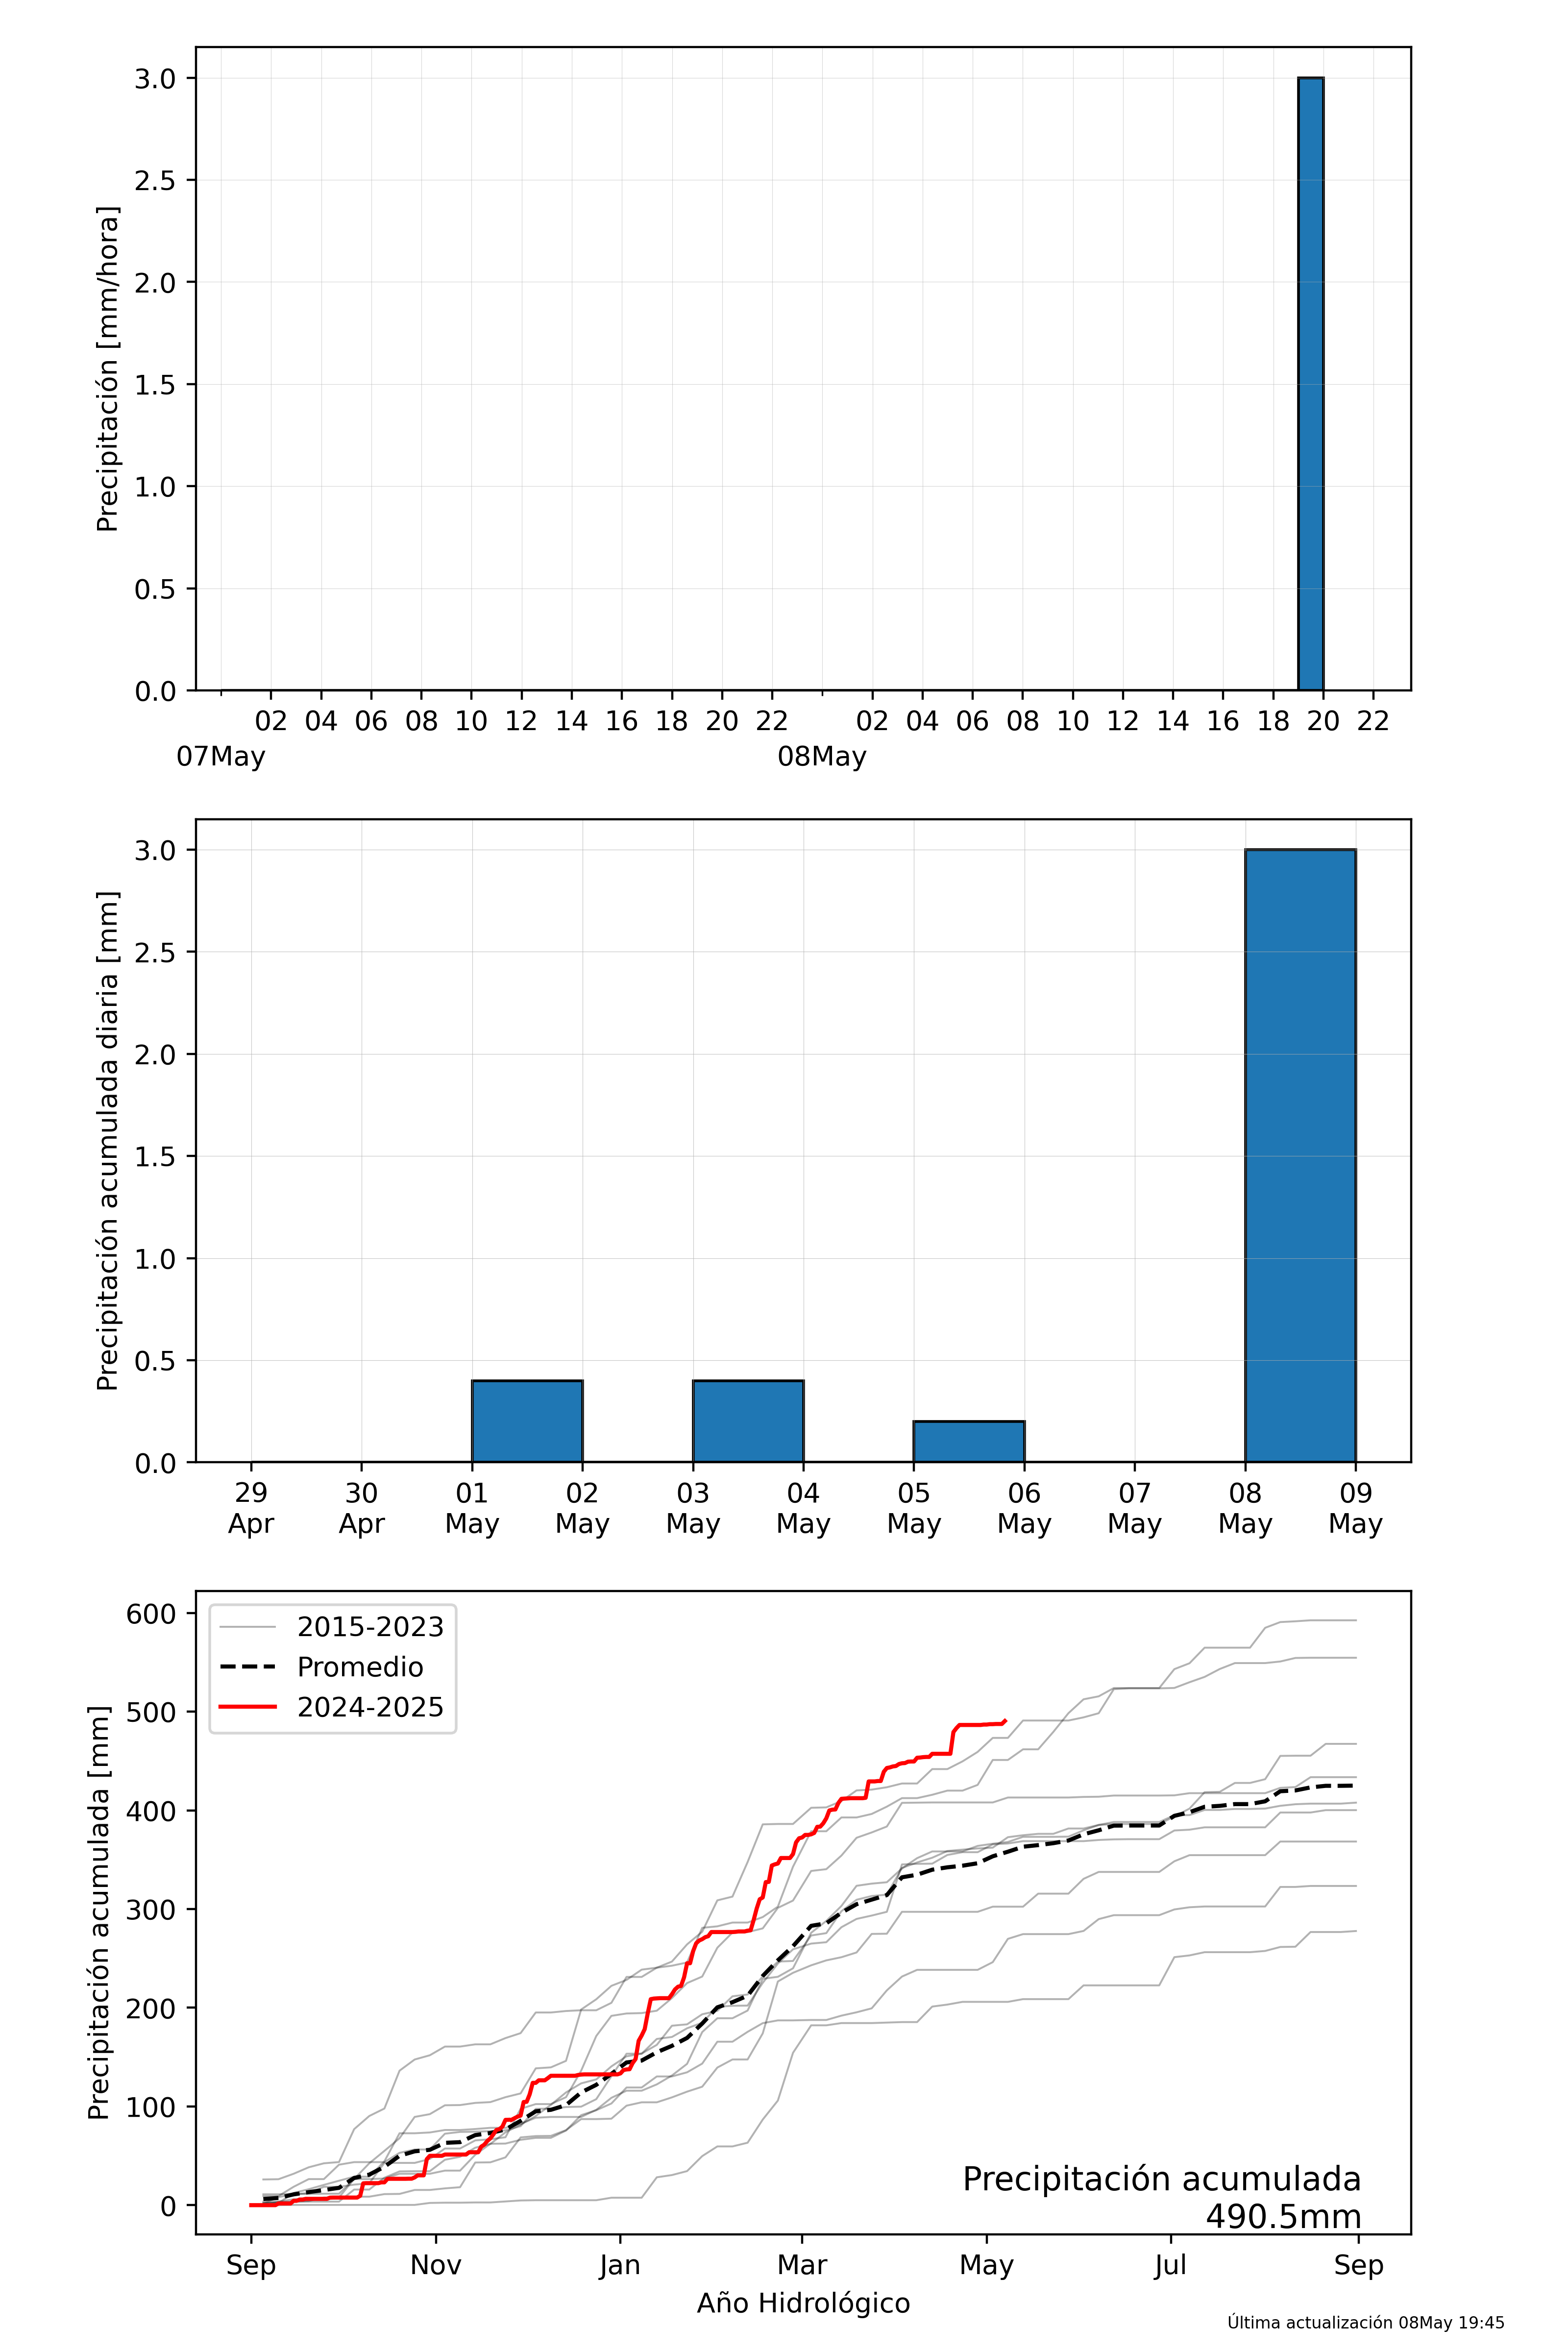 Precipitación [mm/hora]
3.0
2.5
2.0
1.5
1.0
0.5
0.0
02 04 06 08 10 12 14 16 18 20 22 02 04 06 08 10 12 14 16 18 20 22
07May 08May
Precipitación acumulada diaria [mm]
3.0
2.5
2.0
1.5
1.0
0.5
0.0
29 30 01 02 03 04 05 06 07 08 09
Apr Apr May May May May May May May May May
Precipitación acumulada [mm]
600
500
400
300
200
100
0
2015-2023
Promedio
2024-2025
Precipitación acumulada
490.5mm
Sep Nov Jan Mar May Jul Sep
Año Hidrológico
Última actualización 08May 19:45